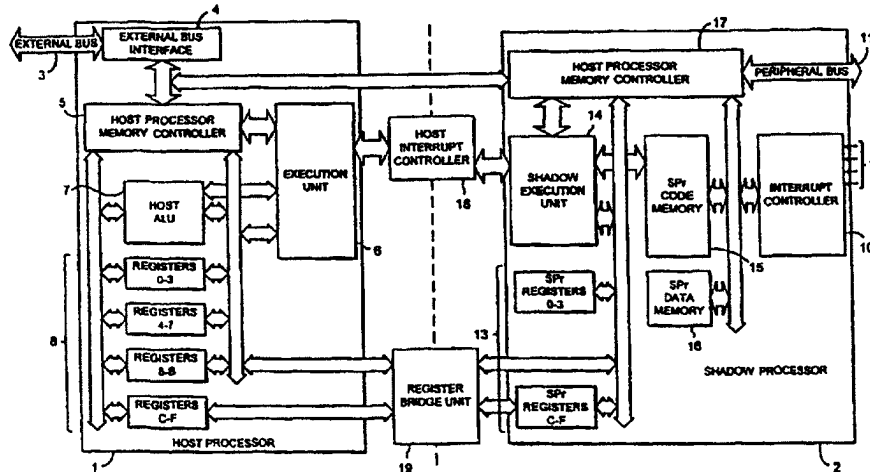 4
17
EXTERNAL BUS
EXTERNAL BUS
INTERFACE
3
HOST PROCESSOR
MEMORY CONTROLLER
PERIPHERAL BUS
11
5
HOST PROCESSOR
MEMORY CONTROLLER
EXECUTION
UNIT
6
HOST
INTERRUPT
CONTROLLER
18
14
SHADOW
EXECUTION
UNIT
SPr
CODE
MEMORY
15
INTERRUPT
CONTROLLER
10
7
HOST
ALU
8
REGISTERS
0-3
REGISTERS
4-7
REGISTERS
8-B
REGISTERS
C-F
HOST PROCESSOR
1
13
SPr
REGISTERS
0-3
SPr
DATA
MEMORY
16
REGISTER
BRIDGE UNIT
19
SPr
REGISTERS
C-F
SHADOW PROCESSOR
2